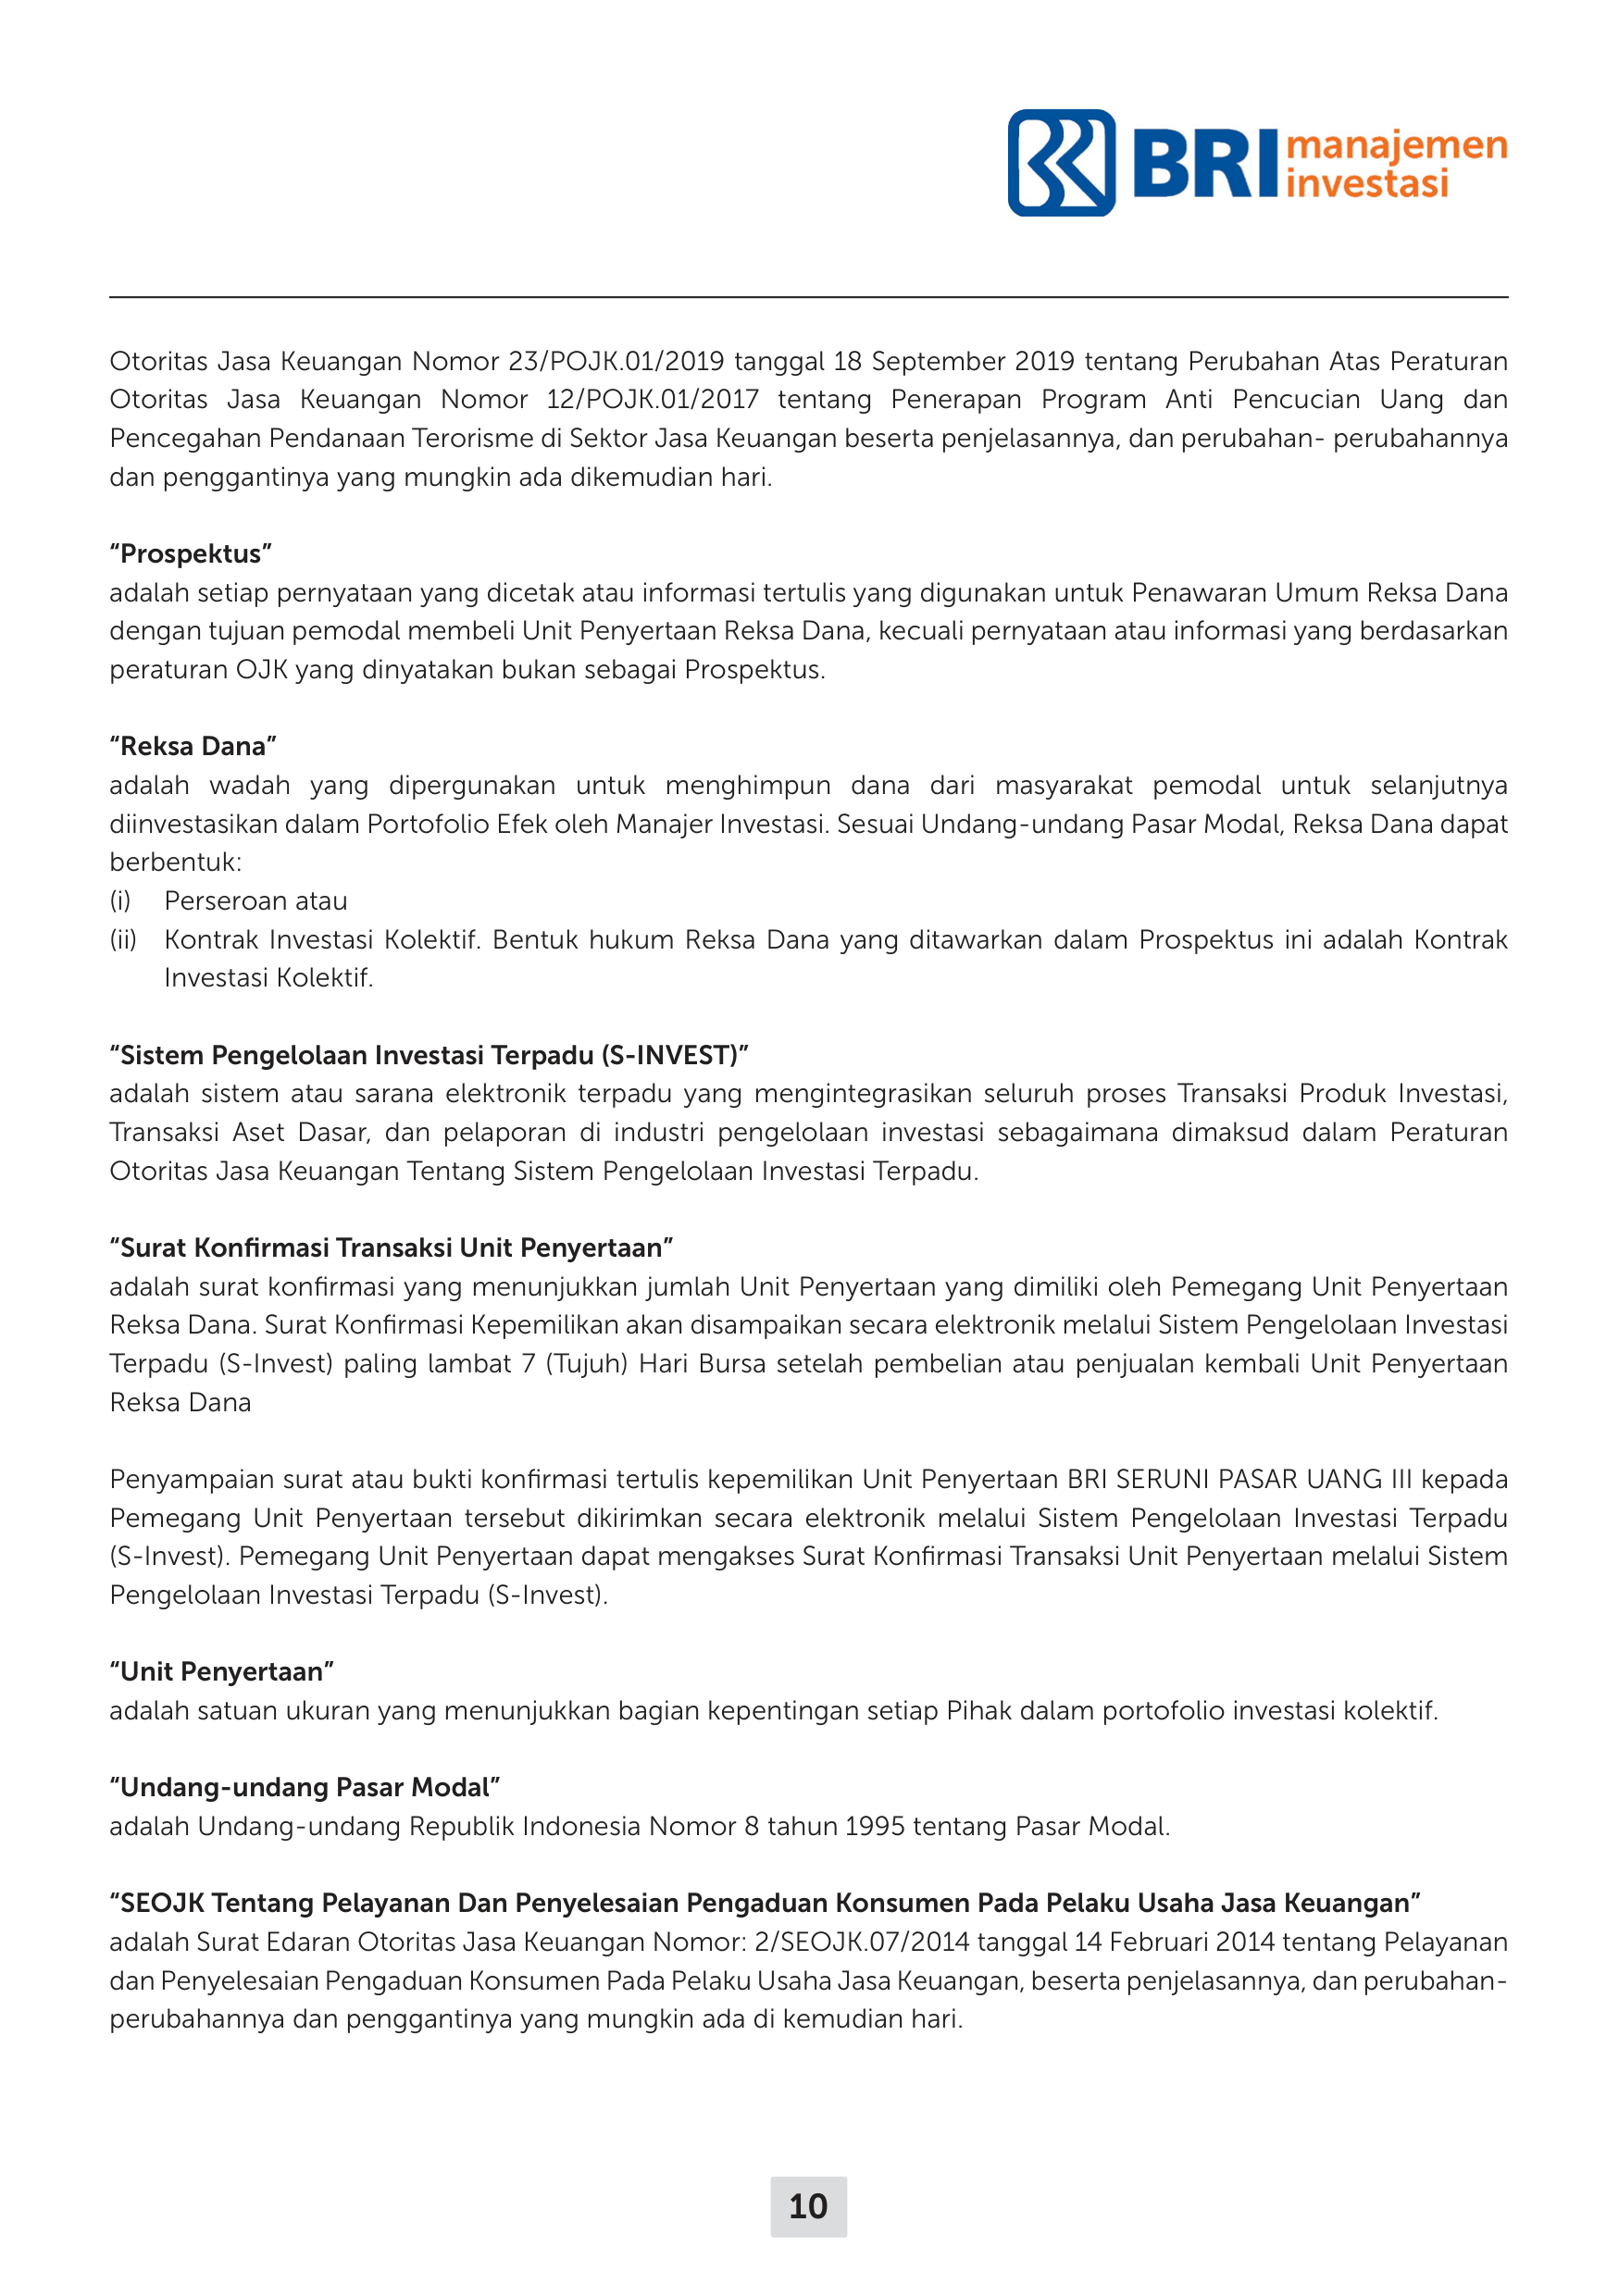 BRI manajemen
investasi
Otoritas Jasa Keuangan Nomor 23/POJK.01/2019 tanggal 18 September 2019 tentang Perubahan Atas Peraturan
Otoritas Jasa Keuangan Nomor 12/POJK.01/2017 tentang Penerapan Program Anti Pencucian Uang dan
Pencegahan Pendanaan Terorisme di Sektor Jasa Keuangan beserta penjelasannya, dan perubahan- perubahannya
dan penggantinya yang mungkin ada dikemudian hari.
“Prospektus”
adalah setiap pernyataan yang dicetak atau informasi tertulis yang digunakan untuk Penawaran Umum Reksa Dana
dengan tujuan pemodal membeli Unit Penyertaan Reksa Dana, kecuali pernyataan atau informasi yang berdasarkan
peraturan OJK yang dinyatakan bukan sebagai Prospektus.
“Reksa Dana”
adalah wadah yang dipergunakan untuk menghimpun dana dari masyarakat pemodal untuk selanjutnya
diinvestasikan dalam Portofolio Efek oleh Manajer Investasi. Sesuai Undang-undang Pasar Modal, Reksa Dana dapat
berbentuk:
(i) Perseroan atau
(ii) Kontrak Investasi Kolektif. Bentuk hukum Reksa Dana yang ditawarkan dalam Prospektus ini adalah Kontrak
Investasi Kolektif.
“Sistem Pengelolaan Investasi Terpadu (S-INVEST)”
adalah sistem atau sarana elektronik terpadu yang mengintegrasikan seluruh proses Transaksi Produk Investasi,
Transaksi Aset Dasar, dan pelaporan di industri pengelolaan investasi sebagaimana dimaksud dalam Peraturan
Otoritas Jasa Keuangan Tentang Sistem Pengelolaan Investasi Terpadu.
“Surat Konfirmasi Transaksi Unit Penyertaan”
adalah surat konfirmasi yang menunjukkan jumlah Unit Penyertaan yang dimiliki oleh Pemegang Unit Penyertaan
Reksa Dana. Surat Konfirmasi Kepemilikan akan disampaikan secara elektronik melalui Sistem Pengelolaan Investasi
Terpadu (S-Invest) paling lambat 7 (Tujuh) Hari Bursa setelah pembelian atau penjualan kembali Unit Penyertaan
Reksa Dana
Penyampaian surat atau bukti konfirmasi tertulis kepemilikan Unit Penyertaan BRI SERUNI PASAR UANG III kepada
Pemegang Unit Penyertaan tersebut dikirimkan secara elektronik melalui Sistem Pengelolaan Investasi Terpadu
(S-Invest). Pemegang Unit Penyertaan dapat mengakses Surat Konfirmasi Transaksi Unit Penyertaan melalui Sistem
Pengelolaan Investasi Terpadu (S-Invest).
“Unit Penyertaan”
adalah satuan ukuran yang menunjukkan bagian kepentingan setiap Pihak dalam portofolio investasi kolektif.
“Undang-undang Pasar Modal”
adalah Undang-undang Republik Indonesia Nomor 8 tahun 1995 tentang Pasar Modal.
“SEOJK Tentang Pelayanan Dan Penyelesaian Pengaduan Konsumen Pada Pelaku Usaha Jasa Keuangan”
adalah Surat Edaran Otoritas Jasa Keuangan Nomor: 2/SEOJK.07/2014 tanggal 14 Februari 2014 tentang Pelayanan
dan Penyelesaian Pengaduan Konsumen Pada Pelaku Usaha Jasa Keuangan, beserta penjelasannya, dan perubahan-
perubahannya dan penggantinya yang mungkin ada di kemudian hari.
10